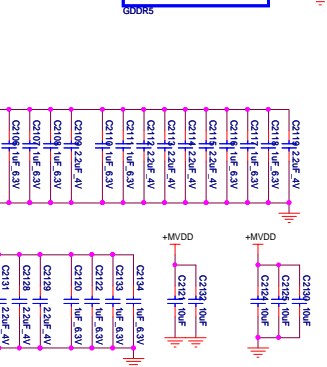 GDDR5
C2106 1uF_6.3V
C2107 1uF_6.3V
C2108 1uF_6.3V
C2109 2.2uF_4V
C2110 1uF_6.3V
C2111 1uF_6.3V
C2112 2.2uF_4V
C2113 2.2uF_4V
C2114 2.2uF_4V
C2115 2.2uF_4V
C2116 1uF_6.3V
C2117 1uF_6.3V
C2118 1uF_6.3V
C2119 2.2uF_4V
+MVDD
+MVDD
C2131 2.2uF_4V
C2128 2.2uF_4V
C2129 2.2uF_4V
C2120 1uF_6.3V
C2122 1uF_6.3V
C2133 1uF_6.3V
C2134 1uF_6.3V
C2121 10uF
C2132 10uF
C2124 10uF
C2125 10uF
C2130 10uF